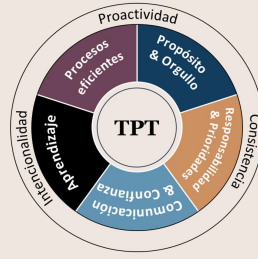 Proactividad
Procesos
eficientes
Propósito
& Orgullo
TPT
Intencionalidad
Consistencia
Aprendizaje
Responsabilidad
& Prioridades
Comunicación
& Confianza